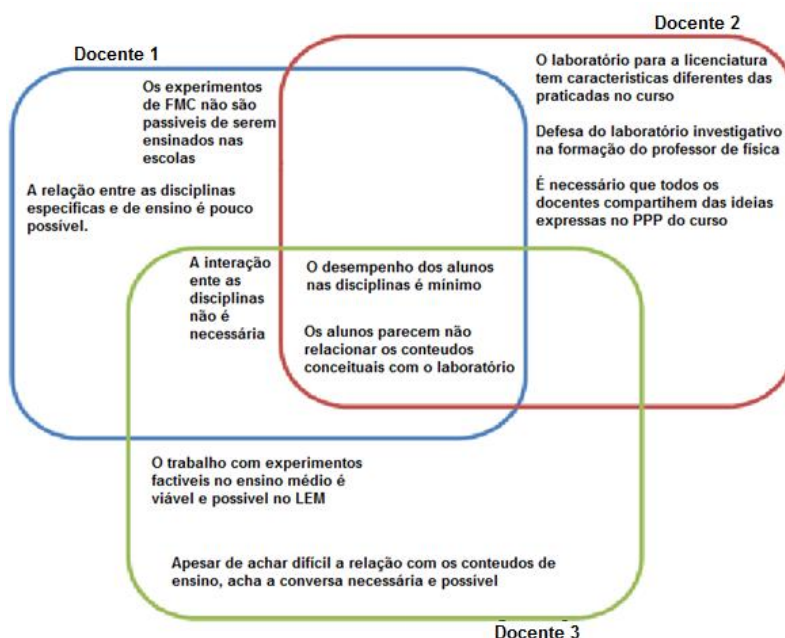 Docente 1
Docente 2
Os experimentos
de FMC não são
passiveis de serem
ensinados nas
escolas
A relação entre as disciplinas
especificas e de ensino é pouco
possível.
O laboratório para a licenciatura
tem caracteristicas diferentes das
praticadas no curso
Defesa do laboratório investigativo
na formação do professor de física
É necessário que todos os
docentes compartihem das ideias
expressas no PPP do curso
A interação
ente as
disciplinas
não é
necessária
O desempenho dos alunos
nas disciplinas é mínimo
Os alunos parecem não
relacionar os conteudos
conceituais com o laboratório
O trabalho com experimentos
factiveis no ensino médio é
viável e possivel no LEM
Apesar de achar difícil a relação com os conteudos de
ensino, acha a conversa necessária e possível
Docente 3